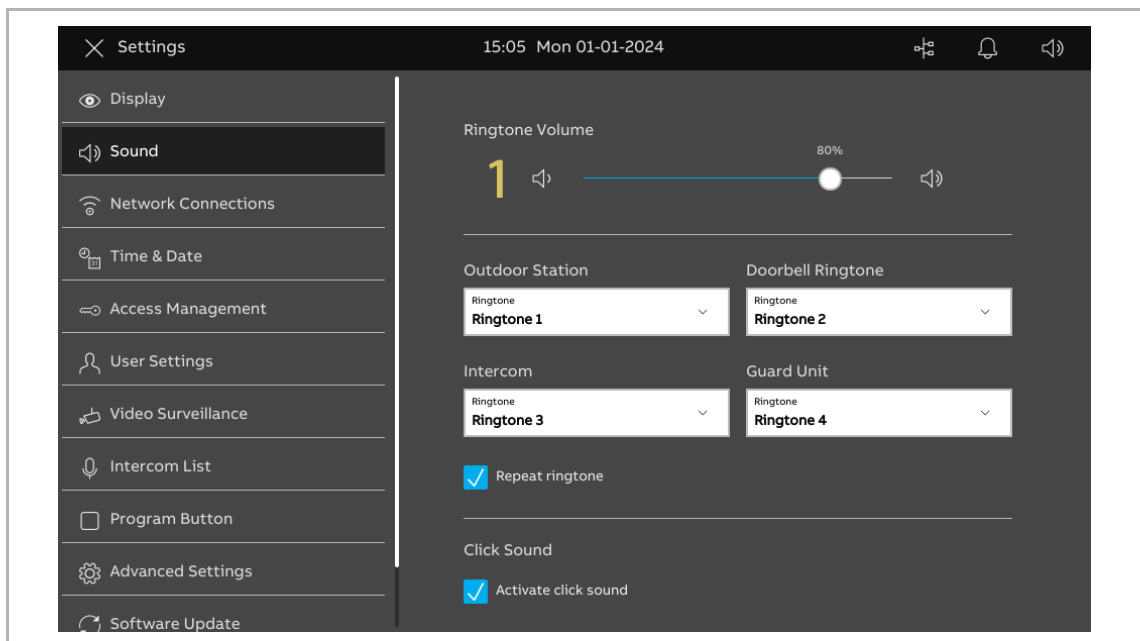 Settings
15:05 Mon 01-01-2024
Display
Sound
Network Connections
31
Time & Date
Access Management
User Settings
Video Surveillance
Intercom List
Program Button
Advanced Settings
Software Update
Ringtone Volume
80%
1
Outdoor Station
Doorbell Ringtone
Ringtone
Ringtone 1
Ringtone
Ringtone 2
Intercom
Guard Unit
Ringtone
Ringtone 3
Ringtone
Ringtone 4
Repeat ringtone
Click Sound
Activate click sound